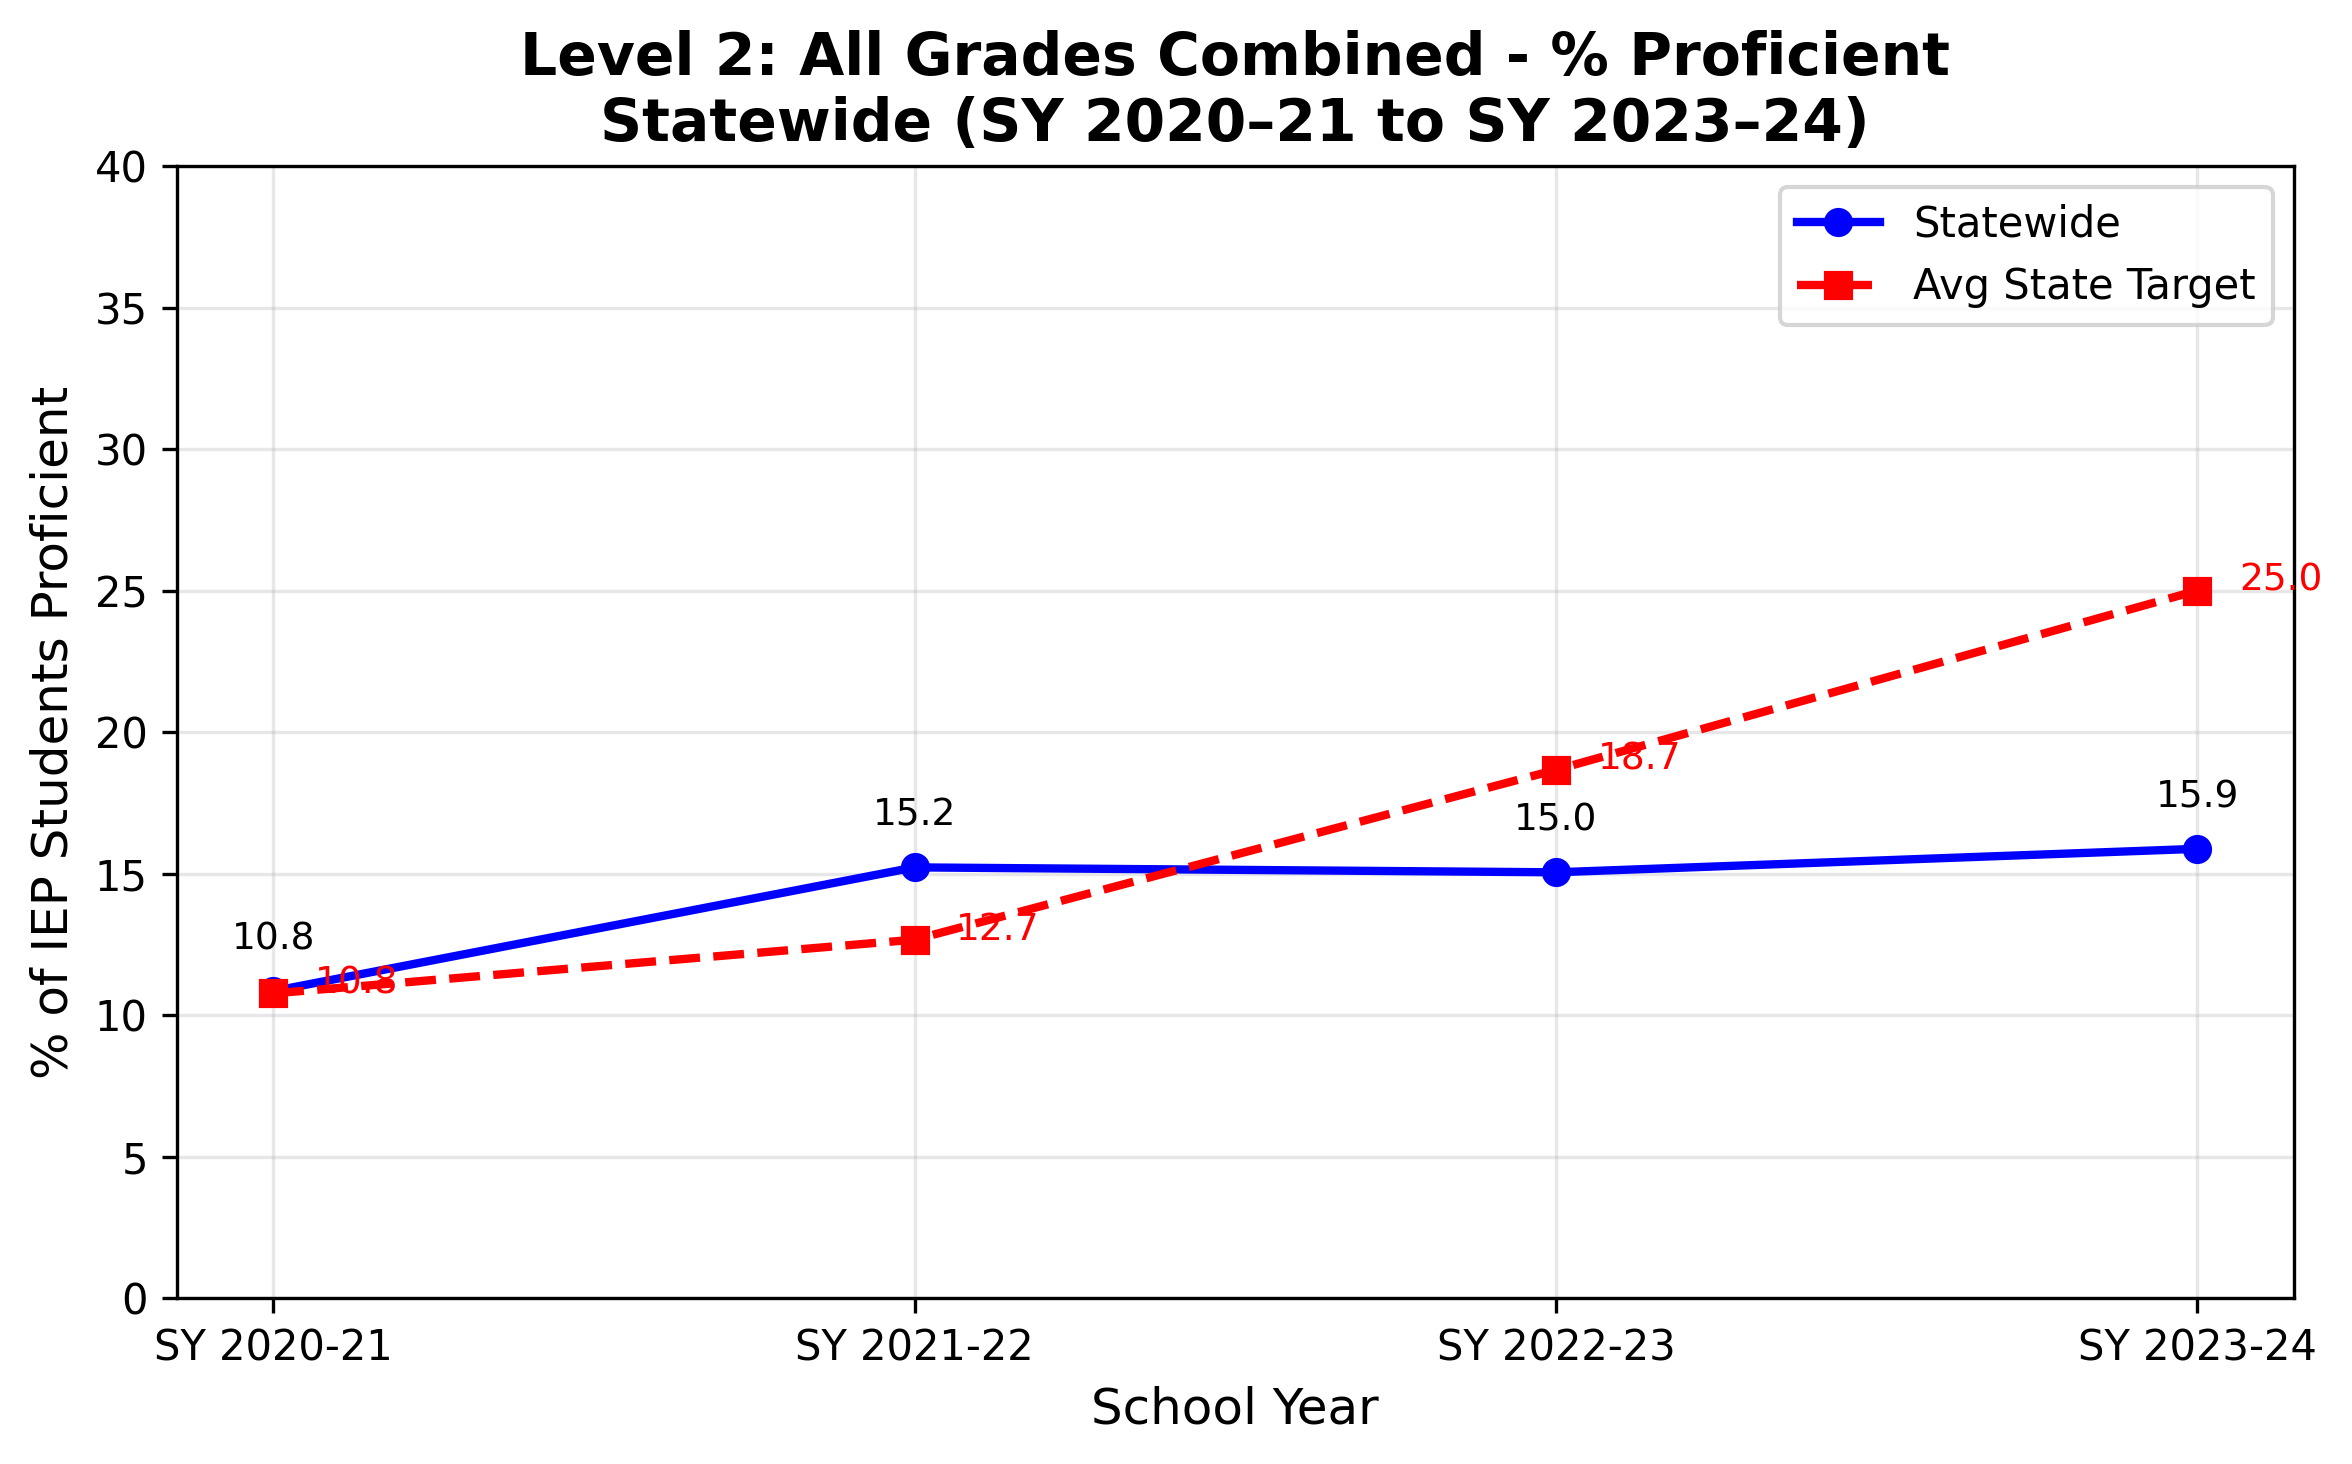 Level 2: All Grades Combined - % Proficient
Statewide (SY 2020–21 to SY 2023–24)
% of IEP Students Proficient
40
35
30
25
20
15
10
5
0
Statewide
Avg State Target
10.8
15.2
15.0
15.9
10.8
12.7
18.7
25.0
SY 2020-21
SY 2021-22
SY 2022-23
SY 2023-24
School Year